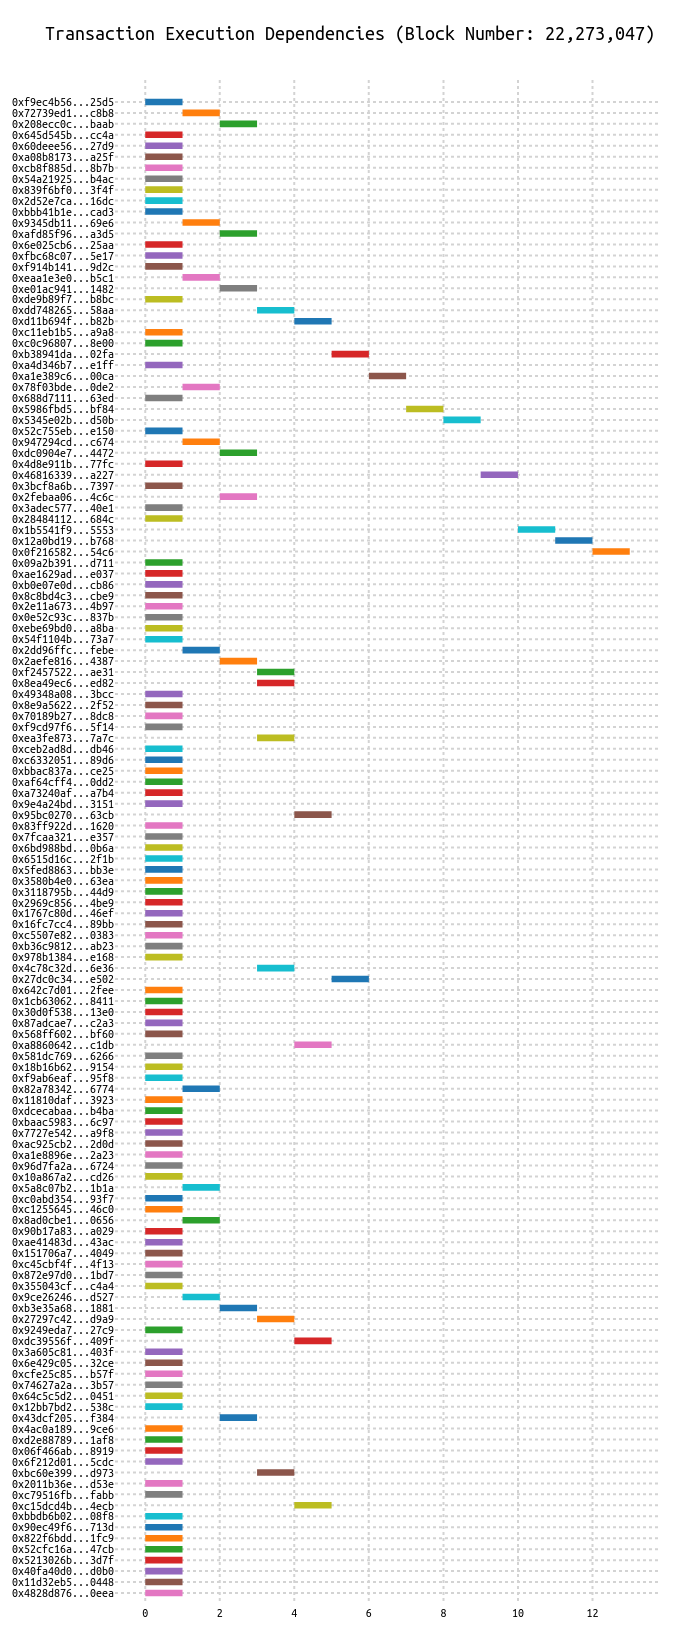 Transaction Execution Dependencies (Block Number: 22,273,047)
0xf9ec4b56...25d5
0x72739ed1...c8b8
0x208ecc0c...baab
0x645d545b...cc4a
0x60deee56...27d9
0xa08b8173...a25f
0xcb8f885d...8b7b
0x54a21925...b4ac
0x839f6bf0...3f4f
0x2d52e7ca...16dc
0xbbb41b1e...cad3
0x9345db11...69e6
0xafd85f96...a3d5
0x6e025cb6...25aa
0xfbc68c07...5e17
0xf914b141...9d2c
0xeaa1e3e0...b5c1
0xe01ac941...1482
0xde9b89f7...b8bc
0xdd748265...58aa
0xd11b694f...b82b
0xc11eb1b5...a9a8
0xc0c96807...8e00
0xb38941da...02fa
0xa4d346b7...e1ff
0xa1e389c6...00ca
0x78f03bde...0de2
0x688d7111...63ed
0x5986fbd5...bf84
0x5345e02b...d50b
0x52c755eb...e150
0x947294cd...c674
0xdc0904e7...4472
0x4d8e911b...77fc
0x46816339...a227
0x3bcf8a6b...7397
0x2febaa06...4c6c
0x3adec577...40e1
0x28484112...684c
0x1b5541f9...5553
0x12a0bd19...b768
0x0f216582...54c6
0x09a2b391...d711
0xae1629ad...e037
0xb0e07e0d...cb86
0x8c8bd4c3...cbe9
0x2e11a673...4b97
0x0e52c93c...837b
0xebe69bd0...a8ba
0x54f1104b...73a7
0x2dd96ffc...febe
0x2aefe816...4387
0xf2457522...ae31
0x8ea49ec6...ed82
0x49348a08...3bcc
0x8e9a5622...2f52
0x70189b27...8dc8
0xf9cd97f6...5f14
0xea3fe873...7a7c
0xceb2ad8d...db46
0xc6332051...89d6
0xbbac837a...ce25
0xaf64cff4...0dd2
0xa73240af...a7b4
0x9e4a24bd...3151
0x95bc0270...63cb
0x83ff922d...1620
0x7fcaa321...e357
0x6bd988bd...0b6a
0x6515d16c...2f1b
0x5fed8863...bb3e
0x3580b4e0...63ea
0x3118795b...44d9
0x2969c856...4be9
0x1767c80d...46ef
0x16fc7cc4...89bb
0xc5507e82...0383
0xb36c9812...ab23
0x978b1384...e168
0x4c78c32d...6e36
0x27dc0c34...e502
0x642c7d01...2fee
0x1cb63062...8411
0x30d0f538...13e0
0x87adcae7...c2a3
0x568ff602...bf60
0xa8860642...c1db
0x581dc769...6266
0x18b16b62...9154
0xf9ab6eaf...95f8
0x82a78342...6774
0x11810daf...3923
0xdcecabaa...b4ba
0xbaac5983...6c97
0x7727e542...a9f8
0xac925cb2...2d0d
0xa1e8896e...2a23
0x96d7fa2a...6724
0x10a867a2...cd26
0x5a8c07b2...1b1a
0xc0abd354...93f7
0xc1255645...46c0
0x8ad0cbe1...0656
0x90b17a83...a029
0xae41483d...43ac
0x151706a7...4049
0xc45cbf4f...4f13
0x872e97d0...1bd7
0x355043cf...c4a4
0x9ce26246...d527
0xb3e35a68...1881
0x27297c42...d9a9
0x9249eda7...27c9
0xdc39556f...409f
0x3a605c81...403f
0x6e429c05...32ce
0xcfe25c85...b57f
0x74627a2a...3b57
0x64c5c5d2...0451
0x12bb7bd2...538c
0x43dcf205...f384
0x4ac0a189...9ce6
0xd2e88789...1af8
0x06f466ab...8919
0x6f212d01...5cdc
0xbc60e399...d973
0x2011b36e...d53e
0xc79516fb...fabb
0xc15dcd4b...4ecb
0xbbdb6b02...08f8
0x90ec49f6...713d
0x822f6bdd...1fc9
0x52cfc16a...47cb
0x5213026b...3d7f
0x40fa40d0...d0b0
0x11d32eb5...0448
0x4828d876...0eea
0 2 4 6 8 10 12